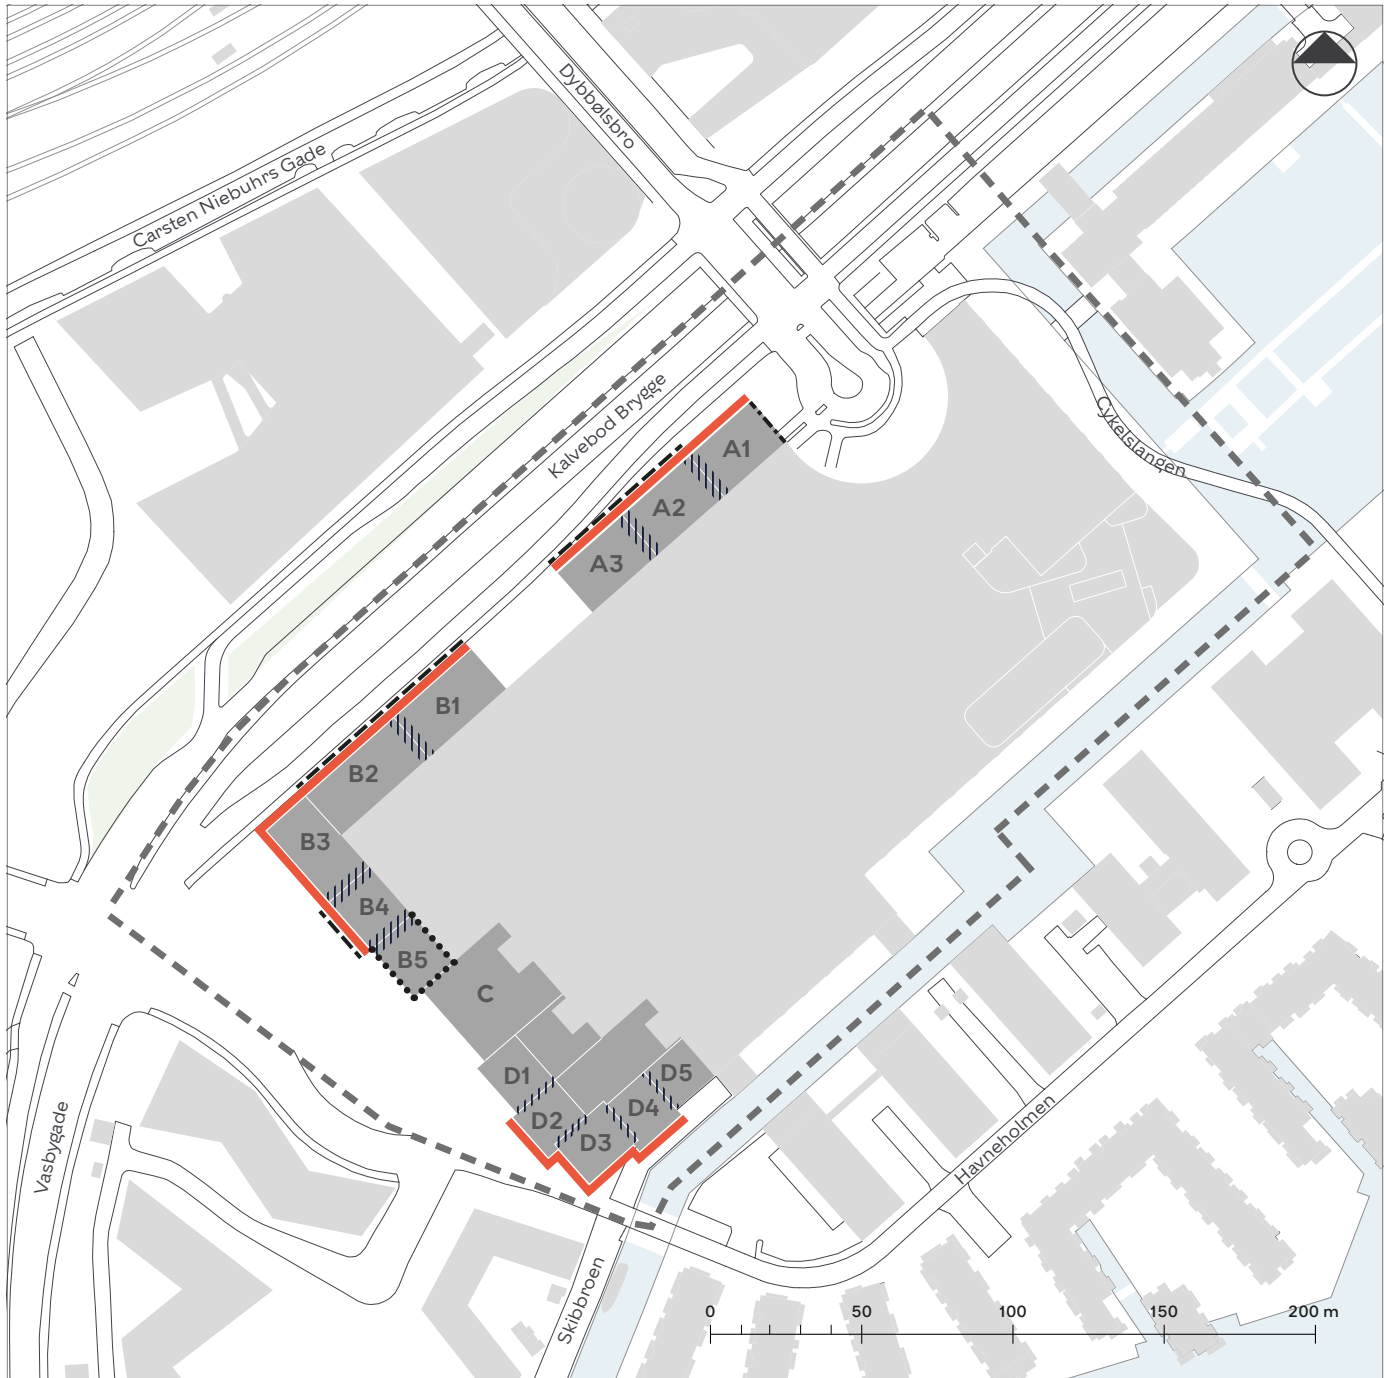 Dybbølsbro
Carsten Niebuhrs Gade
Kalvebod Brygge
Cykelslangen
A1
A2
A3
B1
B2
B3
B4
B5
C
D1
D5
D4
D2
D3
Vasbygade
Havneholmen
Skibbroen
0 50 100 150 200 m